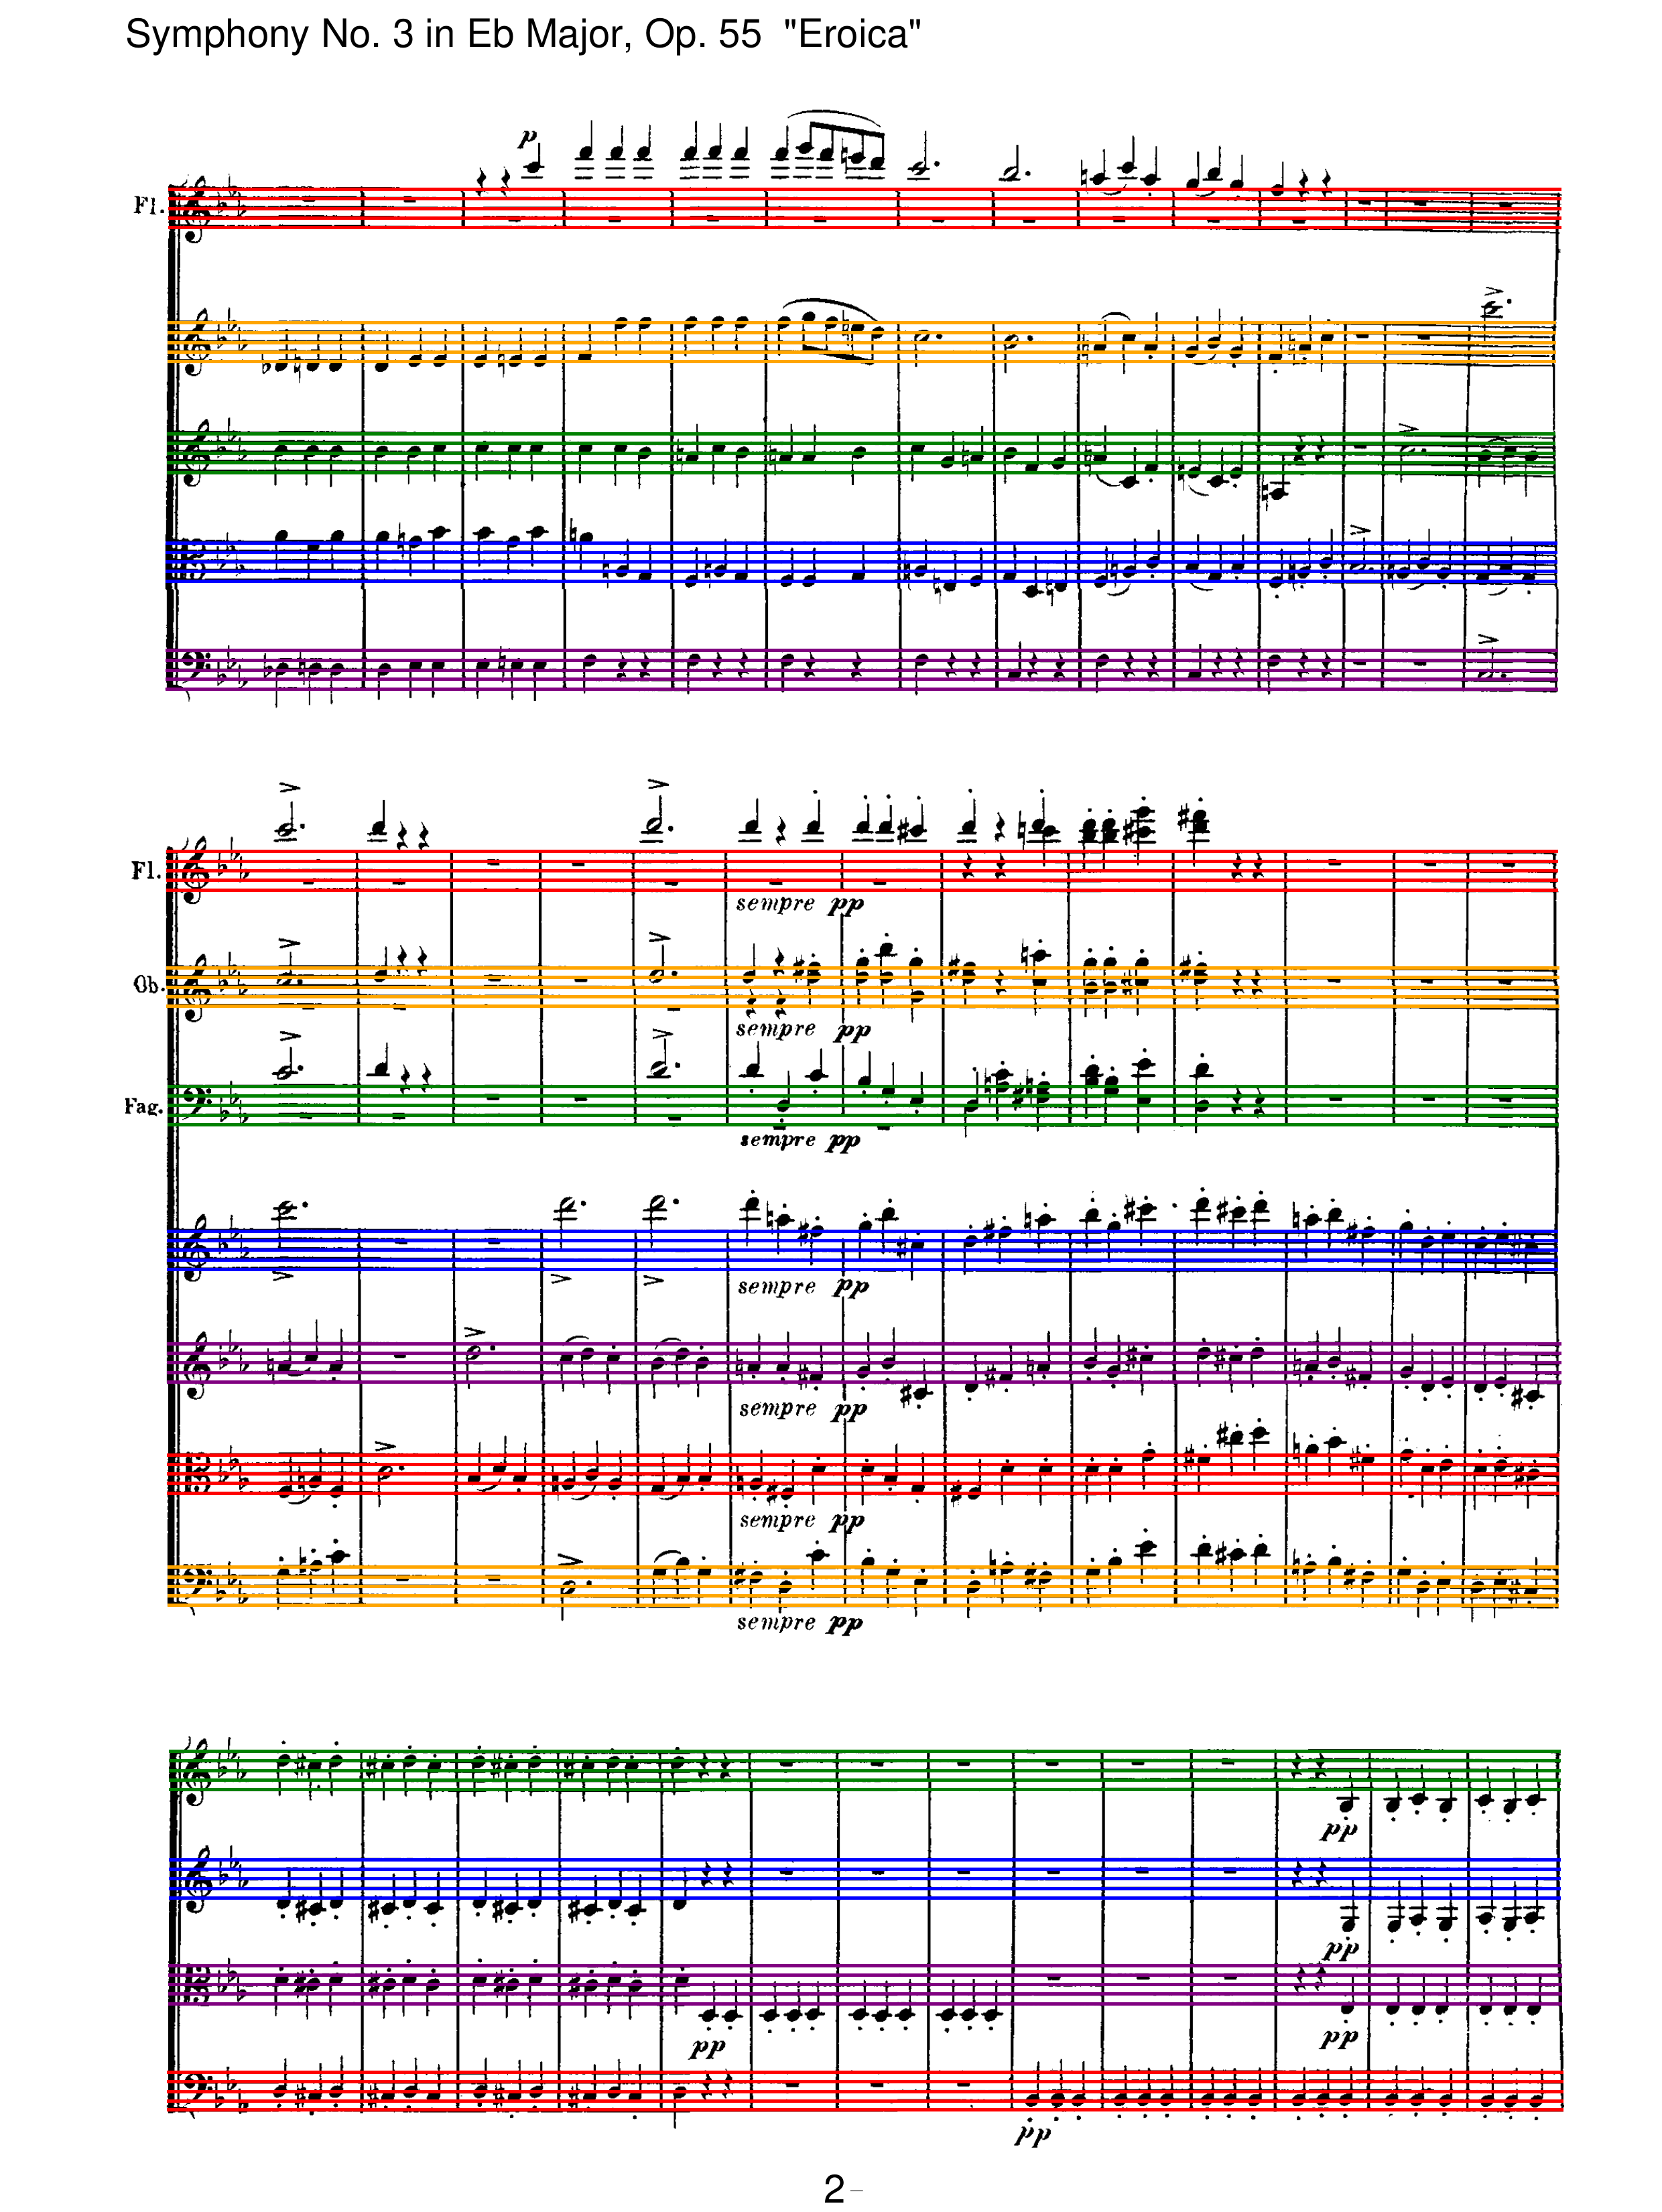 Symphony No. 3 in Eb Major, Op. 55 "Eroica"
p
Fl.
Fl.
sempre pp
Ob.
sempre pp
Fag.
sempre pp
sempre pp
sempre pp
sempre pp
sempre pp
pp
pp
pp
pp
pp
2-